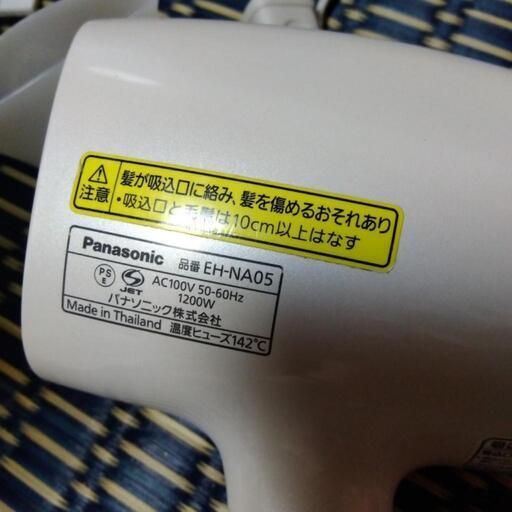 注意
髪が吸込口に絡み、髪を傷めるおそれあり
・吸込口と毛髪は10cm以上はなす
Panasonic 品番 EH-NA05
PS E JET AC100V 50-60Hz
1200W
パナソニック株式会社
Made in Thailand 温度ヒューズ142℃